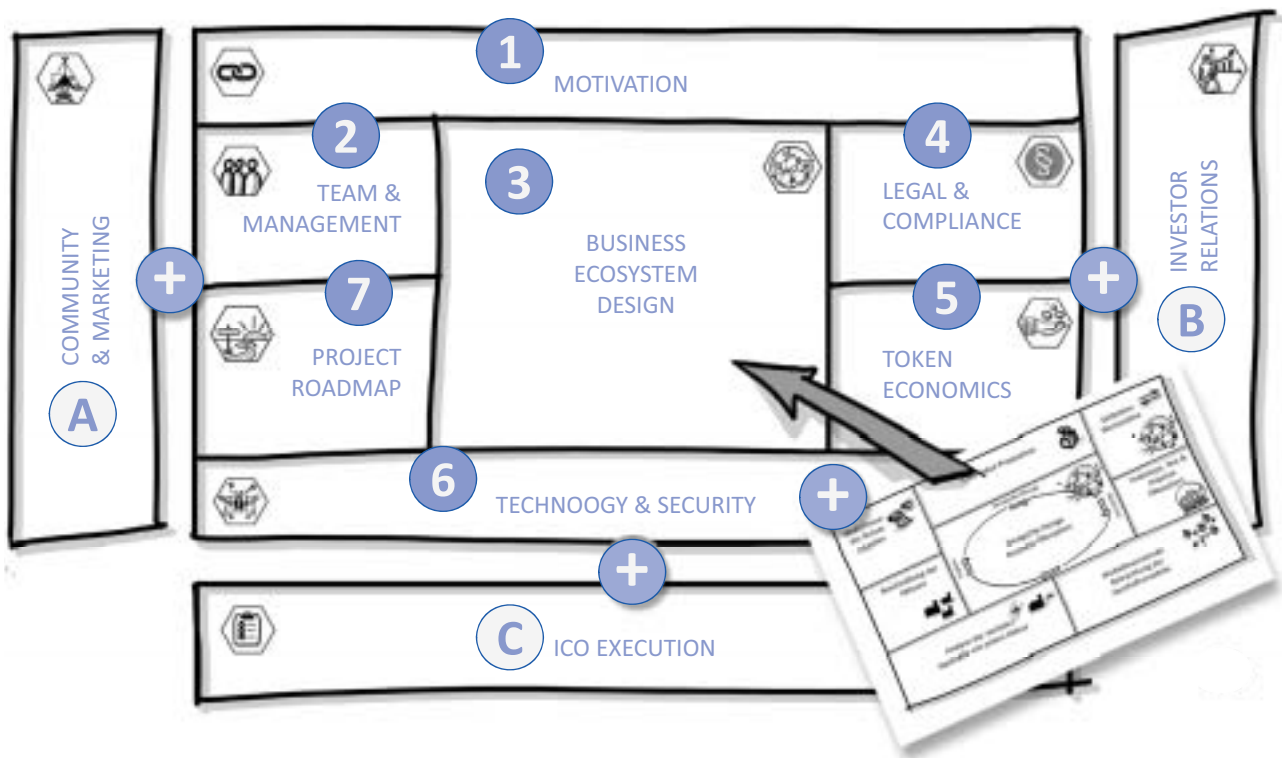 1
MOTIVATION
2
TEAM &
MANAGEMENT
3
BUSINESS
ECOSYSTEM
DESIGN
4
LEGAL &
COMPLIANCE
7
PROJECT
ROADMAP
5
TOKEN
ECONOMICS
6
TECHNOOGY & SECURITY
COMMUNITY
& MARKETING
A
INVESTOR
RELATIONS
B
C
ICO EXECUTION
+
+
+
+
§